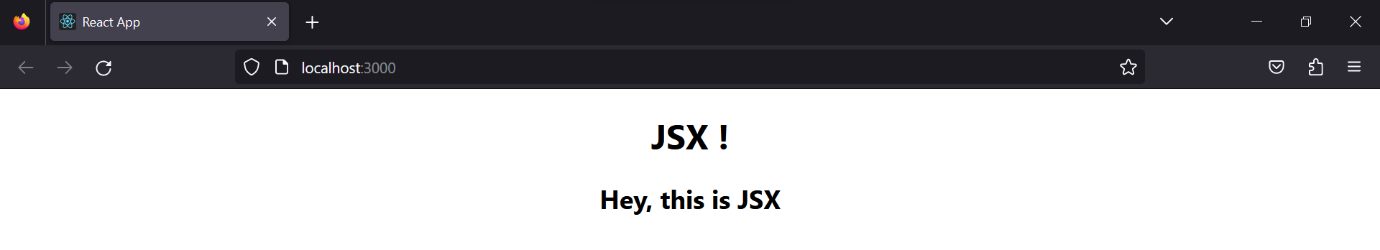 React App
localhost:3000
JSX !
Hey, this is JSX